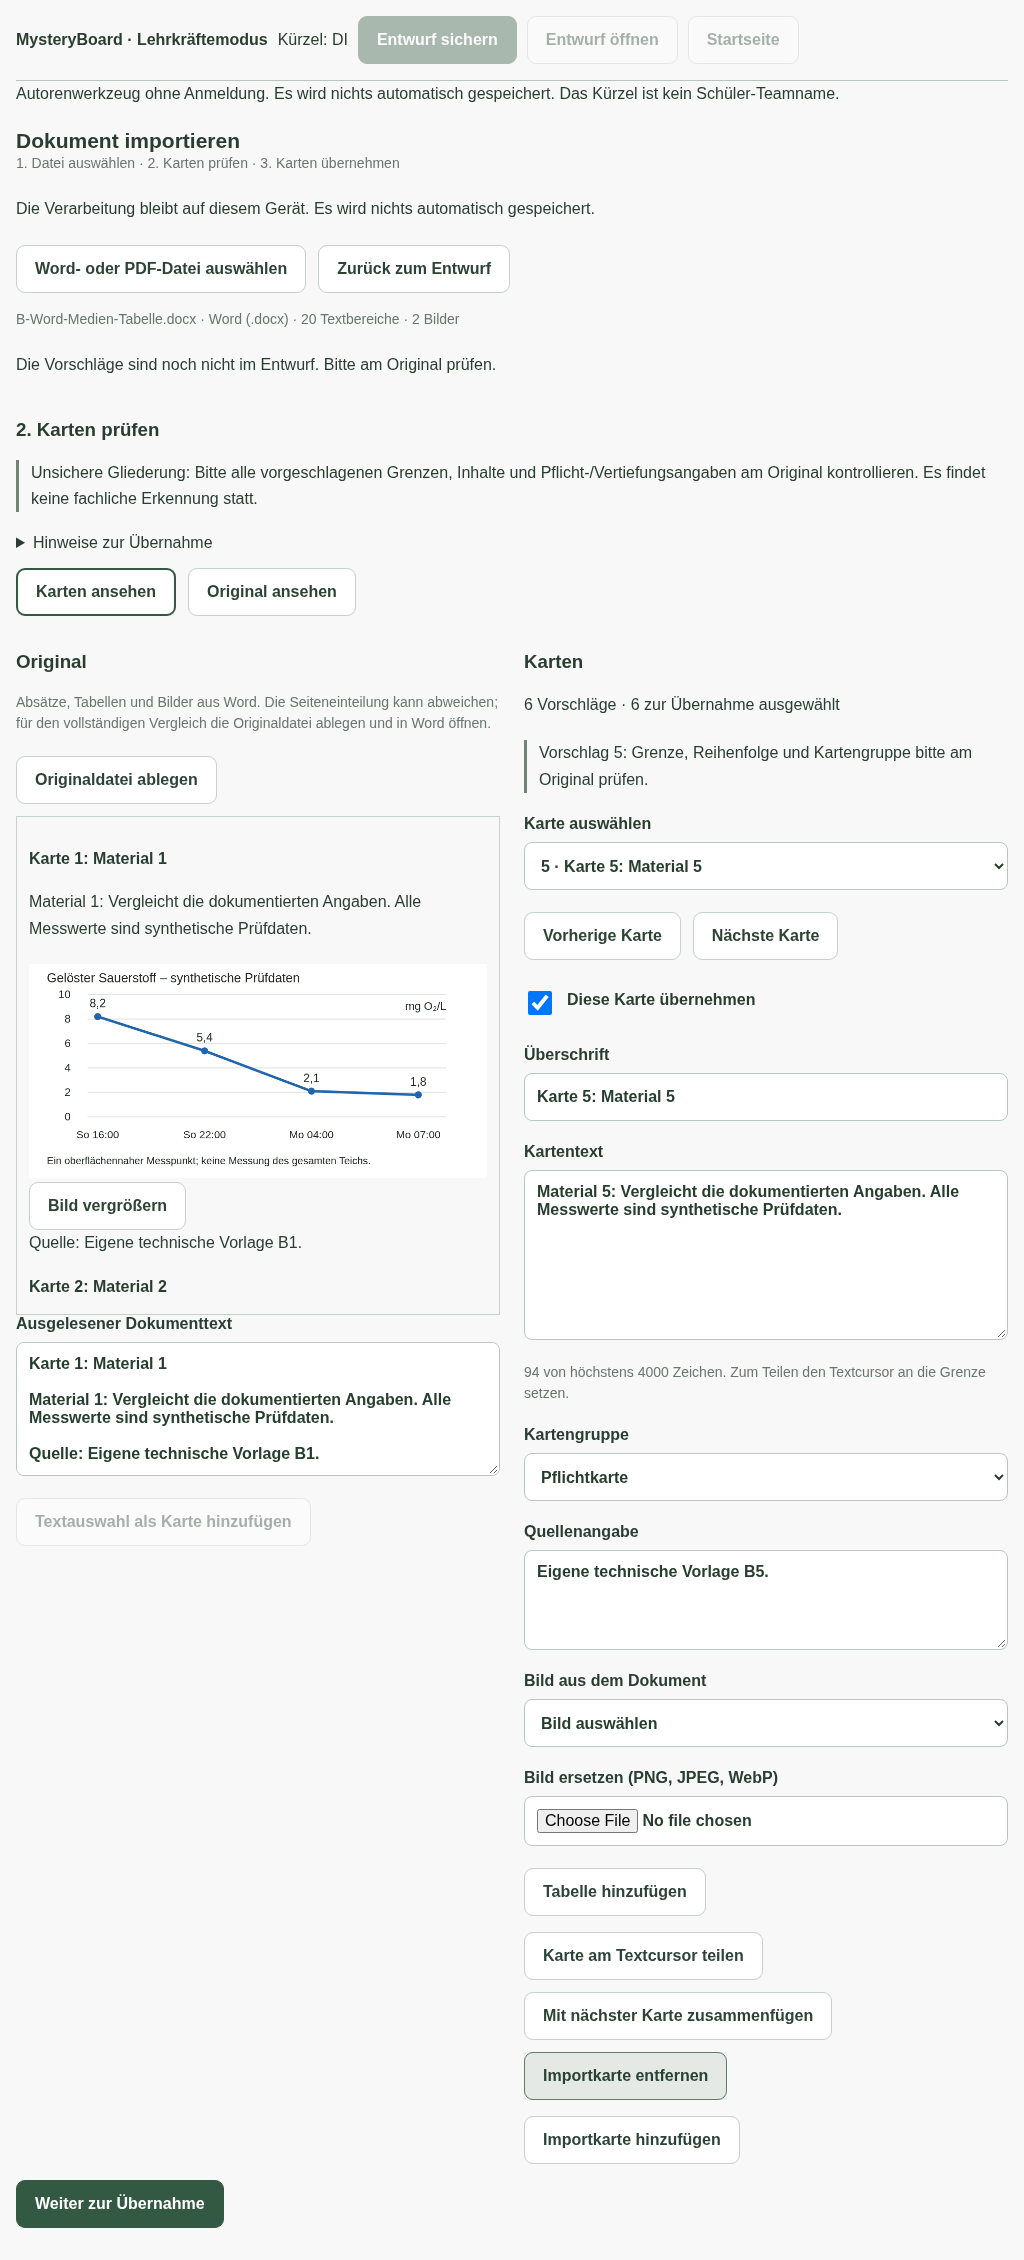 MysteryBoard · Lehrkräftemodus Kürzel: DI Entwurf sichern Entwurf öffnen Startseite
Autorenwerkzeug ohne Anmeldung. Es wird nichts automatisch gespeichert. Das Kürzel ist kein Schüler-Teamname.
Dokument importieren
1. Datei auswählen · 2. Karten prüfen · 3. Karten übernehmen
Die Verarbeitung bleibt auf diesem Gerät. Es wird nichts automatisch gespeichert.
Word- oder PDF-Datei auswählen Zurück zum Entwurf
B-Word-Medien-Tabelle.docx · Word (.docx) · 20 Textbereiche · 2 Bilder
Die Vorschläge sind noch nicht im Entwurf. Bitte am Original prüfen.
2. Karten prüfen
Unsichere Gliederung: Bitte alle vorgeschlagenen Grenzen, Inhalte und Pflicht-/Vertiefungsangaben am Original kontrollieren. Es findet
keine fachliche Erkennung statt.
Hinweise zur Übernahme
Karten ansehen Original ansehen
Original
Absätze, Tabellen und Bilder aus Word. Die Seiteneinteilung kann abweichen;
für den vollständigen Vergleich die Originaldatei ablegen und in Word öffnen.
Originaldatei ablegen
Karte 1: Material 1
Material 1: Vergleicht die dokumentierten Angaben. Alle
Messwerte sind synthetische Prüfdaten.
Gelöster Sauerstoff – synthetische Prüfdaten
mg O₂/L
10
8
6
4
2
0
8,2
5,4
2,1
1,8
So 16:00 So 22:00 Mo 04:00 Mo 07:00
Ein oberflächennaher Messpunkt; keine Messung des gesamten Teichs.
Bild vergrößern
Quelle: Eigene technische Vorlage B1.
Karte 2: Material 2
Ausgelesener Dokumenttext
Karte 1: Material 1
Material 1: Vergleicht die dokumentierten Angaben. Alle
Messwerte sind synthetische Prüfdaten.
Quelle: Eigene technische Vorlage B1.
Textauswahl als Karte hinzufügen
Karten
6 Vorschläge · 6 zur Übernahme ausgewählt
Vorschlag 5: Grenze, Reihenfolge und Kartengruppe bitte am
Original prüfen.
Karte auswählen
5 · Karte 5: Material 5
Vorherige Karte Nächste Karte
Diese Karte übernehmen
Überschrift
Karte 5: Material 5
Kartentext
Material 5: Vergleicht die dokumentierten Angaben. Alle
Messwerte sind synthetische Prüfdaten.
94 von höchstens 4000 Zeichen. Zum Teilen den Textcursor an die Grenze
setzen.
Kartengruppe
Pflichtkarte
Quellenangabe
Eigene technische Vorlage B5.
Bild aus dem Dokument
Bild auswählen
Bild ersetzen (PNG, JPEG, WebP)
Choose File No file chosen
Tabelle hinzufügen
Karte am Textcursor teilen
Mit nächster Karte zusammenfügen
Importkarte entfernen
Importkarte hinzufügen
Weiter zur Übernahme